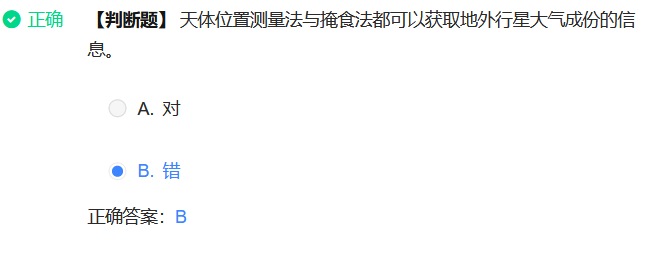 正确 【判断题】 天体位置测量法与掩食法都可以获取地外行星大气成份的信
息。
A. 对
B. 错
正确答案：B